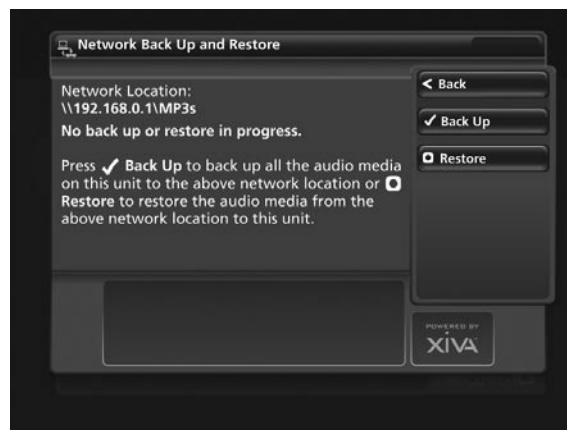 Network Back Up and Restore
Network Location:
\\192.168.0.1\MP3s
No back up or restore in progress.
Press ✓ Back Up to back up all the audio media
on this unit to the above network location or
Restore to restore the audio media from the
above network location to this unit.
< Back
✓ Back Up
Restore
POWERED BY
XiVA